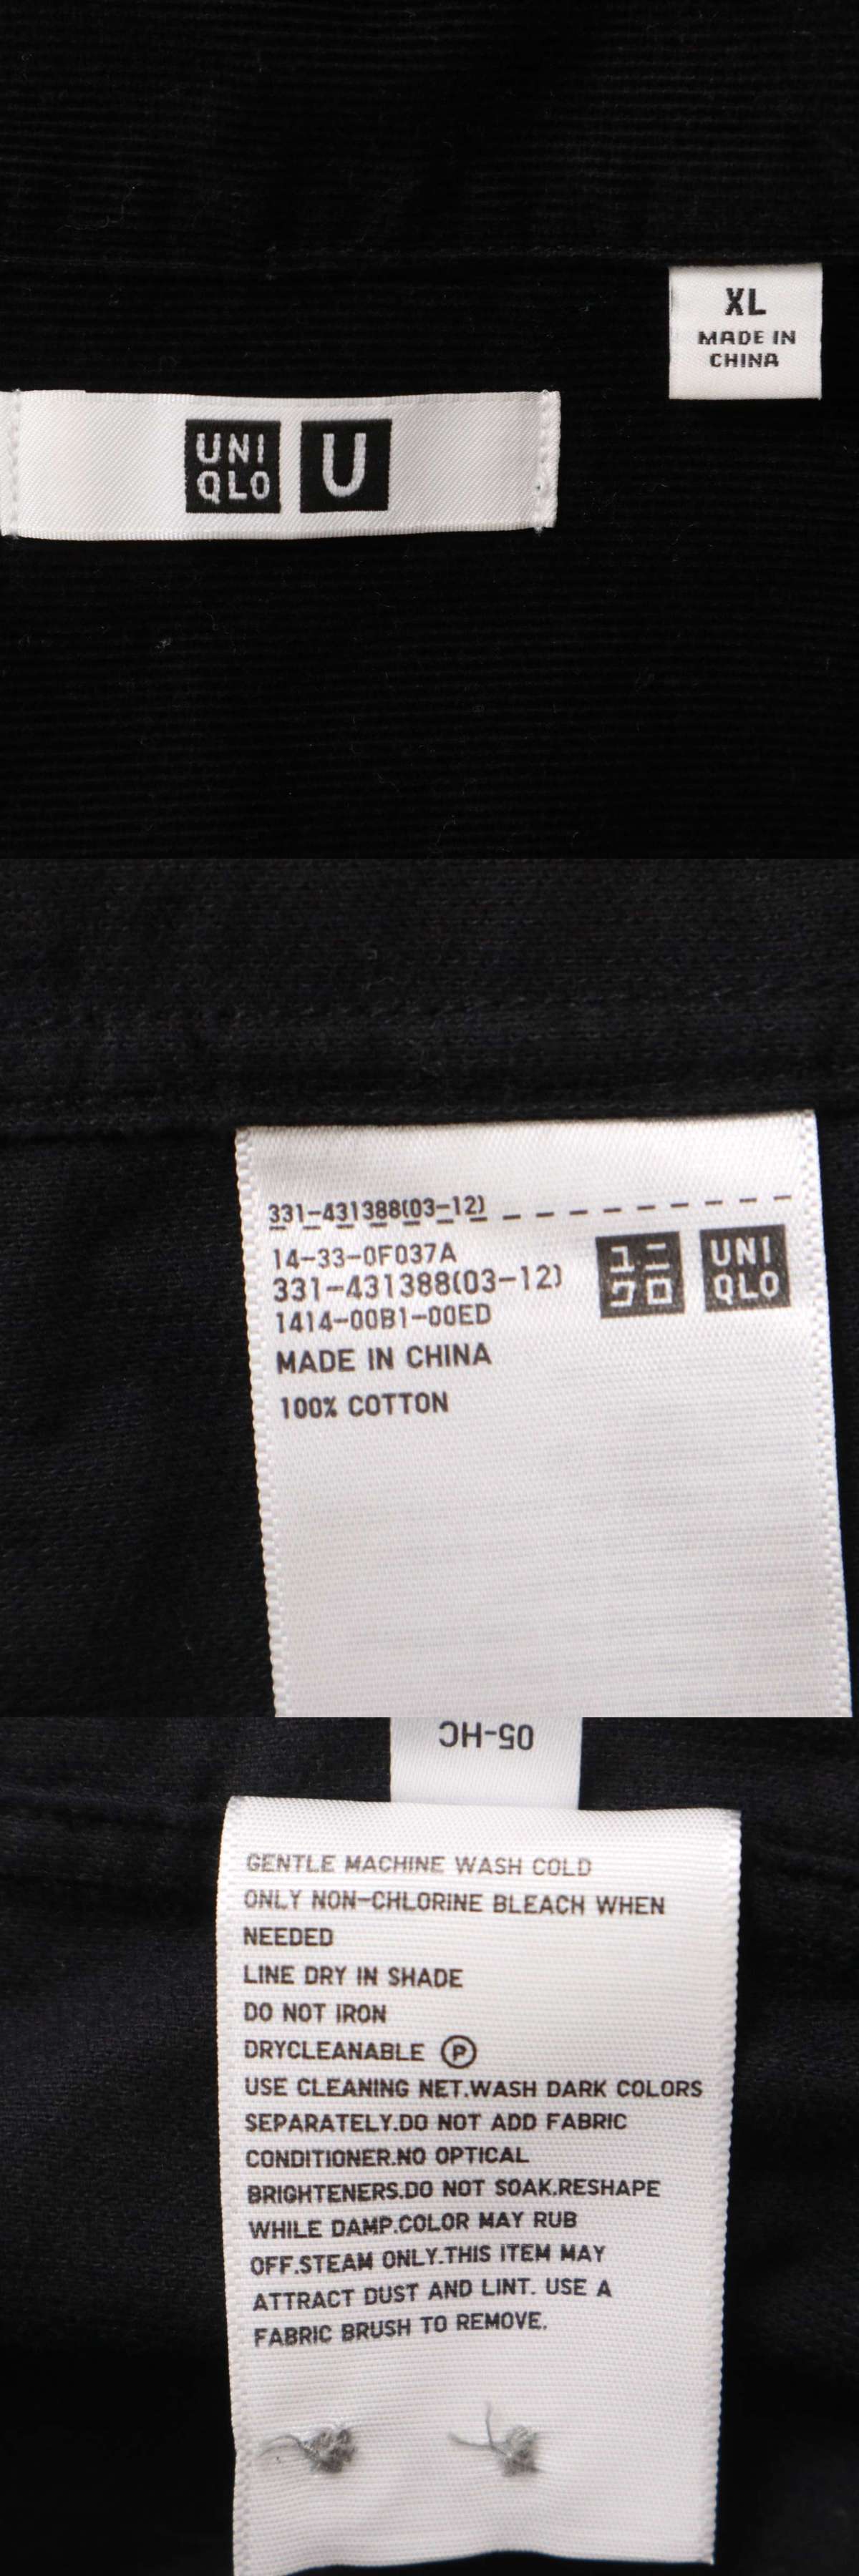 XL
MADE IN
CHINA
UNI
QLO
U
331-431388(03-12)
14-33-0F037A
331-431388(03-12)
1414-00B1-00ED
MADE IN CHINA
100% COTTON
ユニ
クロ
UNI
QLO
05-HC
GENTLE MACHINE WASH COLD
ONLY NON-CHLORINE BLEACH WHEN
NEEDED
LINE DRY IN SHADE
DO NOT IRON
DRYCLEANABLE Ⓟ
USE CLEANING NET.WASH DARK COLORS
SEPARATELY.DO NOT ADD FABRIC
CONDITIONER.NO OPTICAL
BRIGHTENERS.DO NOT SOAK.RESHAPE
WHILE DAMP.COLOR MAY RUB
OFF.STEAM ONLY.THIS ITEM MAY
ATTRACT DUST AND LINT. USE A
FABRIC BRUSH TO REMOVE.